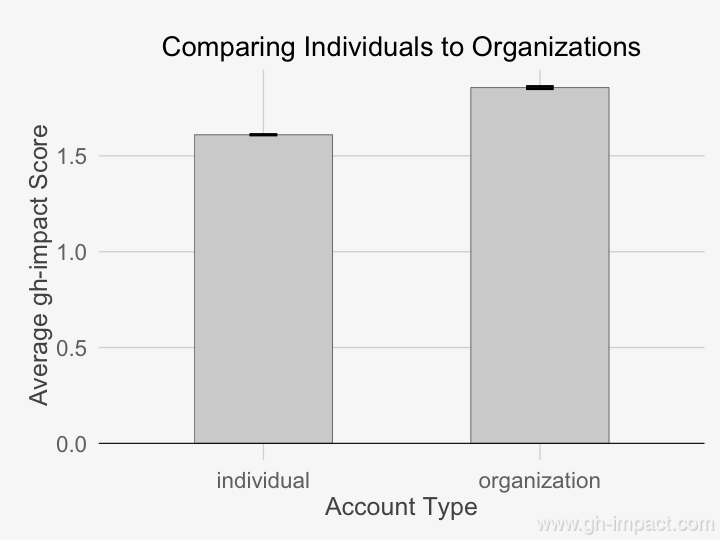 Comparing Individuals to Organizations
Average gh-impact Score
1.5
1.0
0.5
0.0
individual
organization
Account Type
www.gh-impact.com